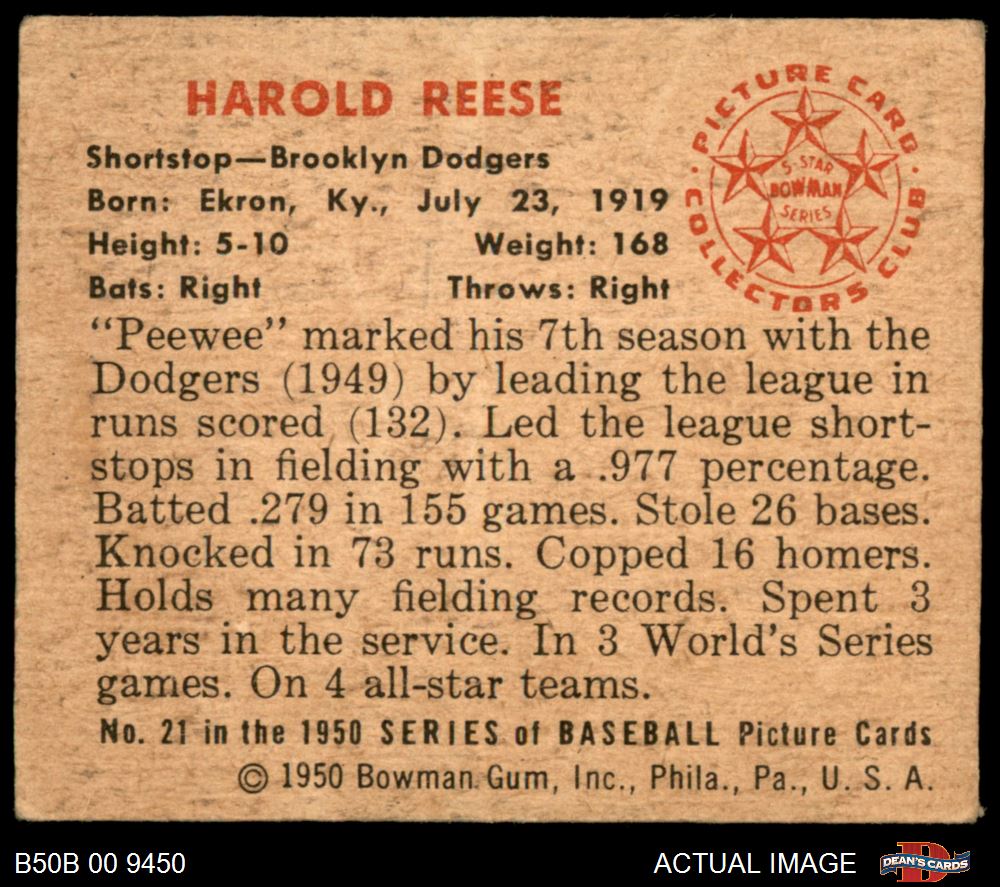 HAROLD REESE
Shortstop—Brooklyn Dodgers
Born: Ekron, Ky., July 23, 1919
Height: 5-10 Weight: 168
Bats: Right Throws: Right
PICTURE CARD
COLLECTORS CLUB
5-STAR
BOWMAN
SERIES
"Peewee" marked his 7th season with the
Dodgers (1949) by leading the league in
runs scored (132). Led the league short-
stops in fielding with a .977 percentage.
Batted .279 in 155 games. Stole 26 bases.
Knocked in 73 runs. Copped 16 homers.
Holds many fielding records. Spent 3
years in the service. In 3 World's Series
games. On 4 all-star teams.
No. 21 in the 1950 SERIES of BASEBALL Picture Cards
© 1950 Bowman Gum, Inc., Phila., Pa., U. S. A.
B50B 00 9450
ACTUAL IMAGE
DEAN'S CARDS